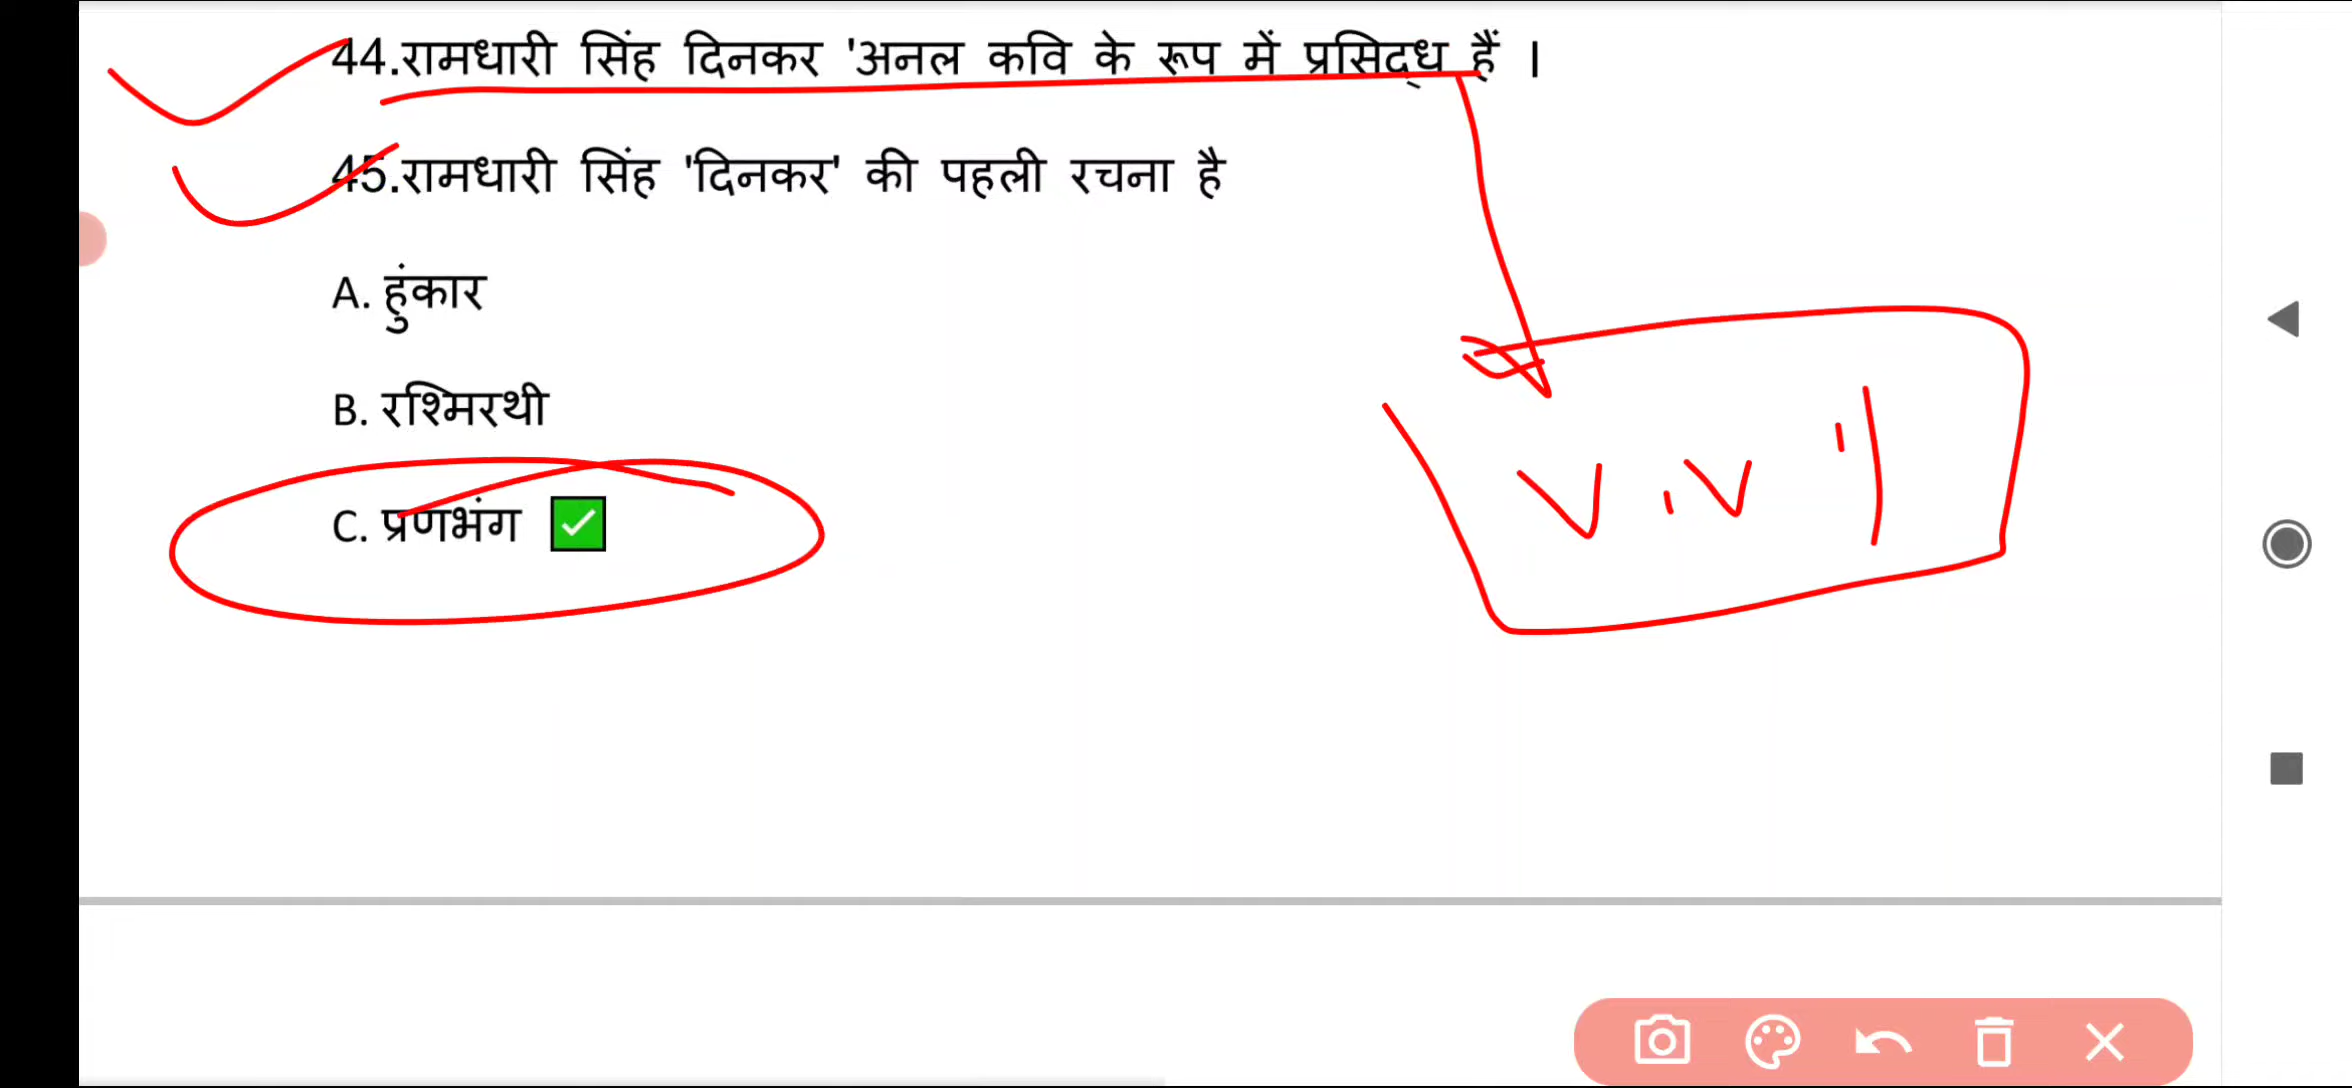 44.रामधारी सिंह दिनकर 'अनल कवि के रूप में प्रसिद्ध हैं ।
45.रामधारी सिंह 'दिनकर' की पहली रचना है
A. हुंकार
B. रश्मिरथी
C. प्रणभंग